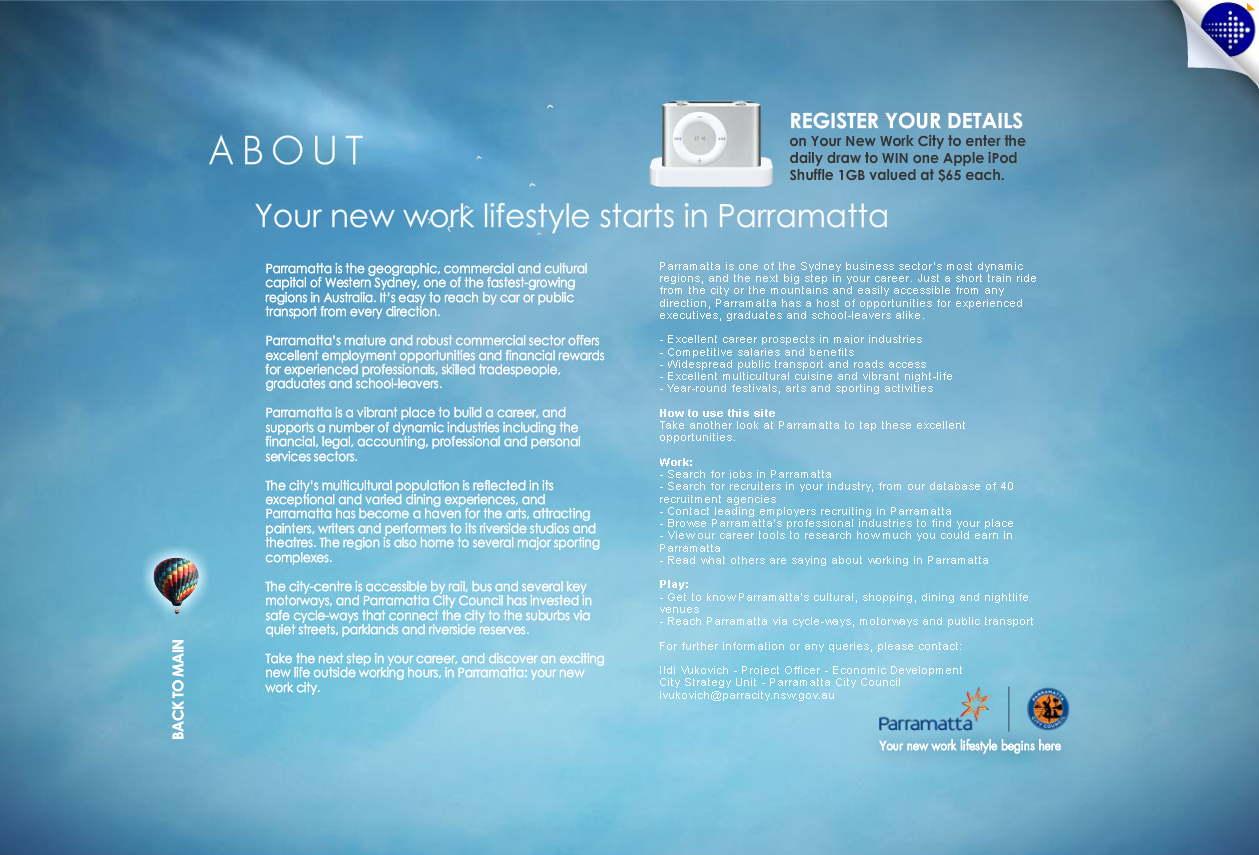 ABOUT
REGISTER YOUR DETAILS
on Your New Work City to enter the
daily draw to WIN one Apple iPod
Shuffle 1GB valued at $65 each.
Your new work lifestyle starts in Parramatta
Parramatta is the geographic, commercial and cultural
capital of Western Sydney, one of the fastest-growing
regions in Australia. It's easy to reach by car or public
transport from every direction.
Parramatta's mature and robust commercial sector offers
excellent employment opportunities and financial rewards
for experienced professionals, skilled tradespeople,
graduates and school-leavers.
Parramatta is a vibrant place to build a career, and
supports a number of dynamic industries including the
financial, legal, accounting, professional and personal
services sectors.
The city's multicultural population is reflected in its
exceptional and varied dining experiences, and
Parramatta has become a haven for the arts, attracting
painters, writers and performers to its riverside studios and
theatres. The region is also home to several major sporting
complexes.
The city-centre is accessible by rail, bus and several key
motorways, and Parramatta City Council has invested in
safe cycle-ways that connect the city to the suburbs via
quiet streets, parklands and riverside reserves.
Take the next step in your career, and discover an exciting
new life outside working hours, in Parramatta: your new
work city.
Parramatta is one of the Sydney business sector's most dynamic
regions, and the next big step in your career. Just a short train ride
from the city or the mountains and easily accessible from any
direction, Parramatta has a host of opportunities for experienced
executives, graduates and school-leavers alike.
- Excellent career prospects in major industries
- Competitive salaries and benefits
- Widespread public transport and roads access
- Excellent multicultural cuisine and vibrant night-life
- Year-round festivals, arts and sporting activities
How to use this site
Take another look at Parramatta to tap these excellent
opportunities.
Work:
- Search for jobs in Parramatta
- Search for recruiters in your industry, from our database of 40
recruitment agencies
- Contact leading employers recruiting in Parramatta
- Browse Parramatta's professional industries to find your place
- View our career tools to research how much you could earn in
Parramatta
- Read what others are saying about working in Parramatta
Play:
- Get to know Parramatta's cultural, shopping, dining and nightlife
venues
- Reach Parramatta via cycle-ways, motorways and public transport
For further information or any queries, please contact:
Ildi Vukovich - Project Officer - Economic Development
City Strategy Unit - Parramatta City Council
ivukovich@parracity.nsw.gov.au
BACK TO MAIN
Parramatta
PARRAMATTA
CITY COUNCIL
Your new work lifestyle begins here